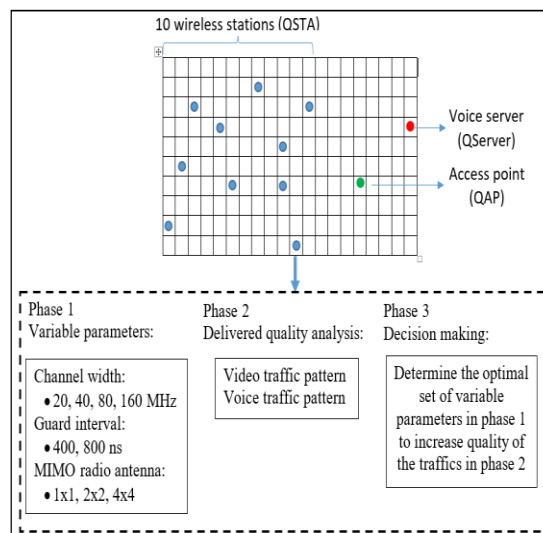 10 wireless stations (QSTA)
Voice server
(QServer)
Access point
(QAP)
Phase 1
Variable parameters:
Channel width:
● 20, 40, 80, 160 MHz
Guard interval:
● 400, 800 ns
MIMO radio antenna:
● 1x1, 2x2, 4x4
Phase 2
Delivered quality analysis:
Video traffic pattern
Voice traffic pattern
Phase 3
Decision making:
Determine the optimal
set of variable
parameters in phase 1
to increase quality of
the traffics in phase 2